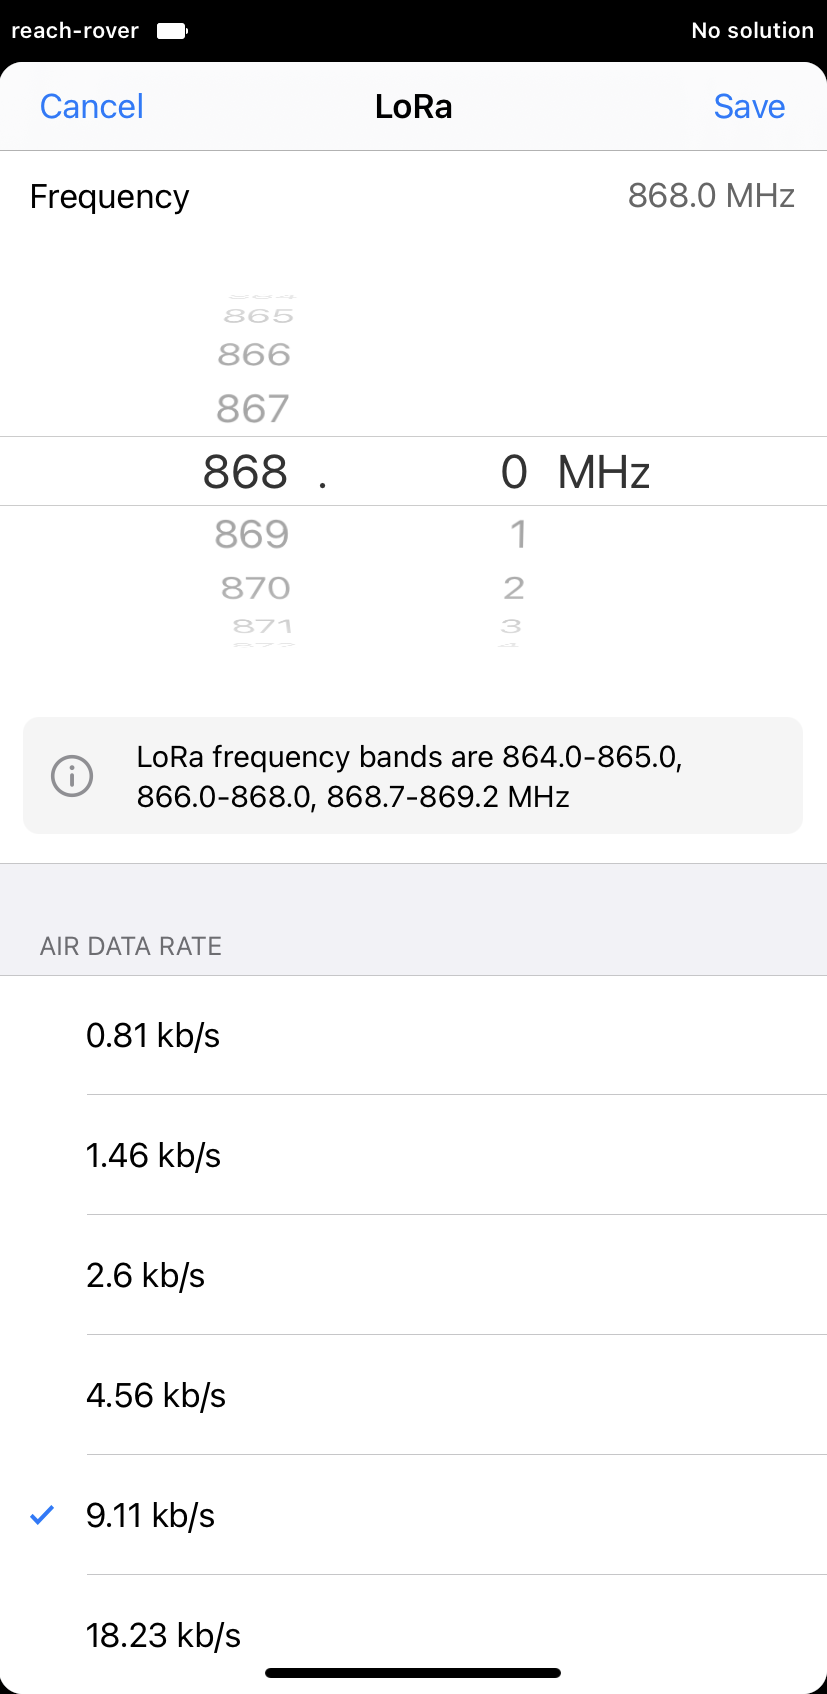 reach-rover No solution
Cancel LoRa Save
Frequency 868.0 MHz
865
866
867
868 . 0 MHz
869 1
870 2
871 3
LoRa frequency bands are 864.0-865.0,
866.0-868.0, 868.7-869.2 MHz
AIR DATA RATE
0.81 kb/s
1.46 kb/s
2.6 kb/s
4.56 kb/s
9.11 kb/s
18.23 kb/s